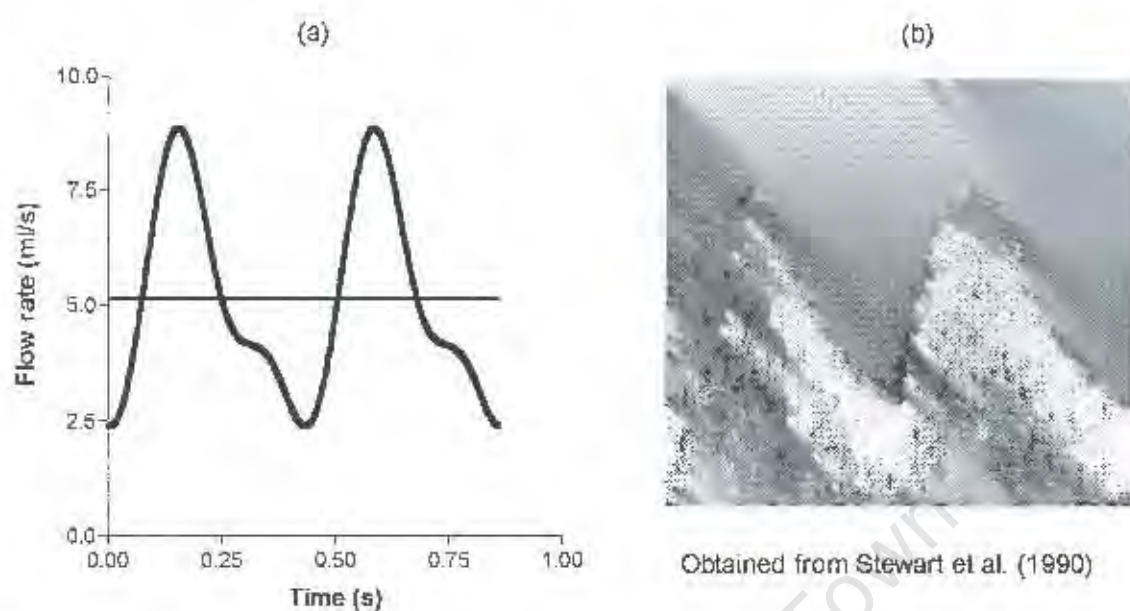 (a)
10.0
7.5
5.0
2.5
0.0
Flow rate (ml/s)
0.00 0.25 0.50 0.75 1.00
Time (s)
(b)
Obtained from Stewart et al. (1990)
Town